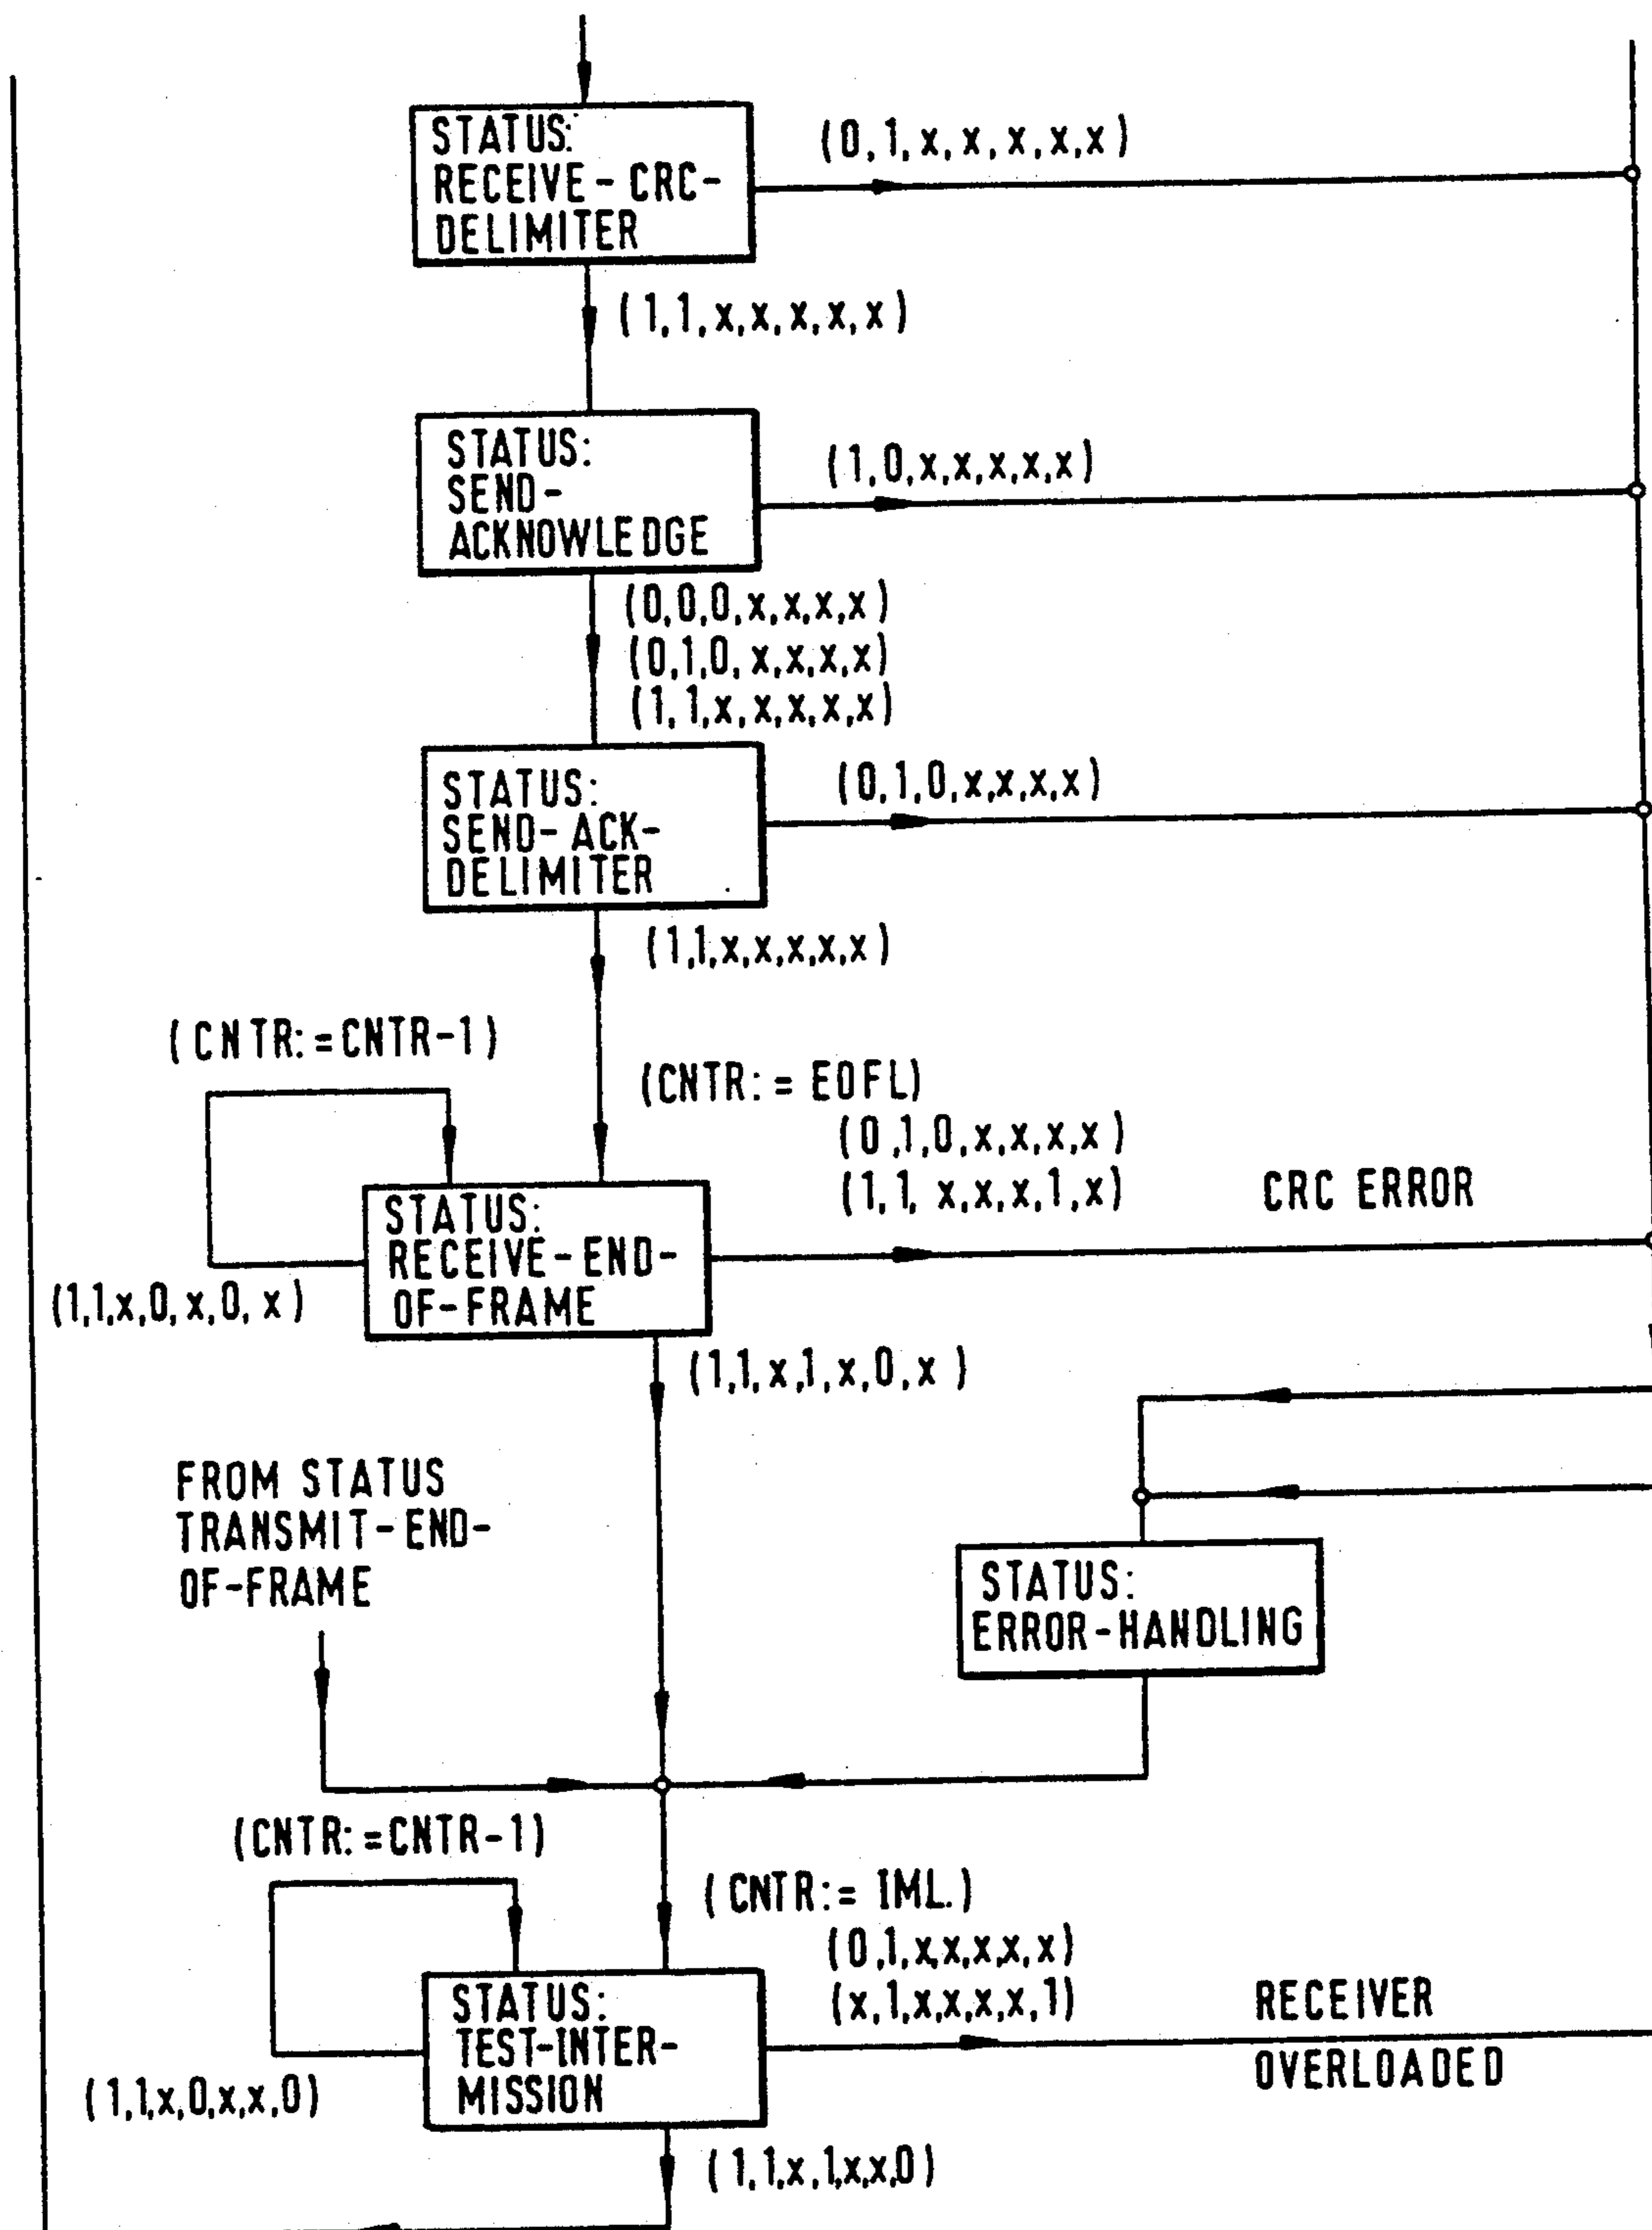 STATUS:
RECEIVE-CRC-
DELIMITER
(0,1,x,x,x,x,x)
(1,1,x,x,x,x,x)
STATUS:
SEND-
ACKNOWLEDGE
(1,0,x,x,x,x,x)
(0,0,0,x,x,x,x)
(0,1,0,x,x,x,x)
(1,1,x,x,x,x,x)
STATUS:
SEND-ACK-
DELIMITER
(0,1,0,x,x,x,x)
(1,1,x,x,x,x,x)
(CNTR:=CNTR-1)
(CNTR:=EOFL)
(0,1,0,x,x,x,x)
(1,1,x,x,x,1,x)
CRC ERROR
STATUS:
RECEIVE-END-
OF-FRAME
(1,1,x,0,x,0,x)
(1,1,x,1,x,0,x)
FROM STATUS
TRANSMIT-END-
OF-FRAME
STATUS:
ERROR-HANDLING
(CNTR:=CNTR-1)
(CNTR:=IML.)
(0,1,x,x,x,x,x)
(x,1,x,x,x,x,1)
RECEIVER
OVERLOADED
STATUS:
TEST-INTER-
MISSION
(1,1,x,0,x,x,0)
(1,1,x,1,x,x,0)